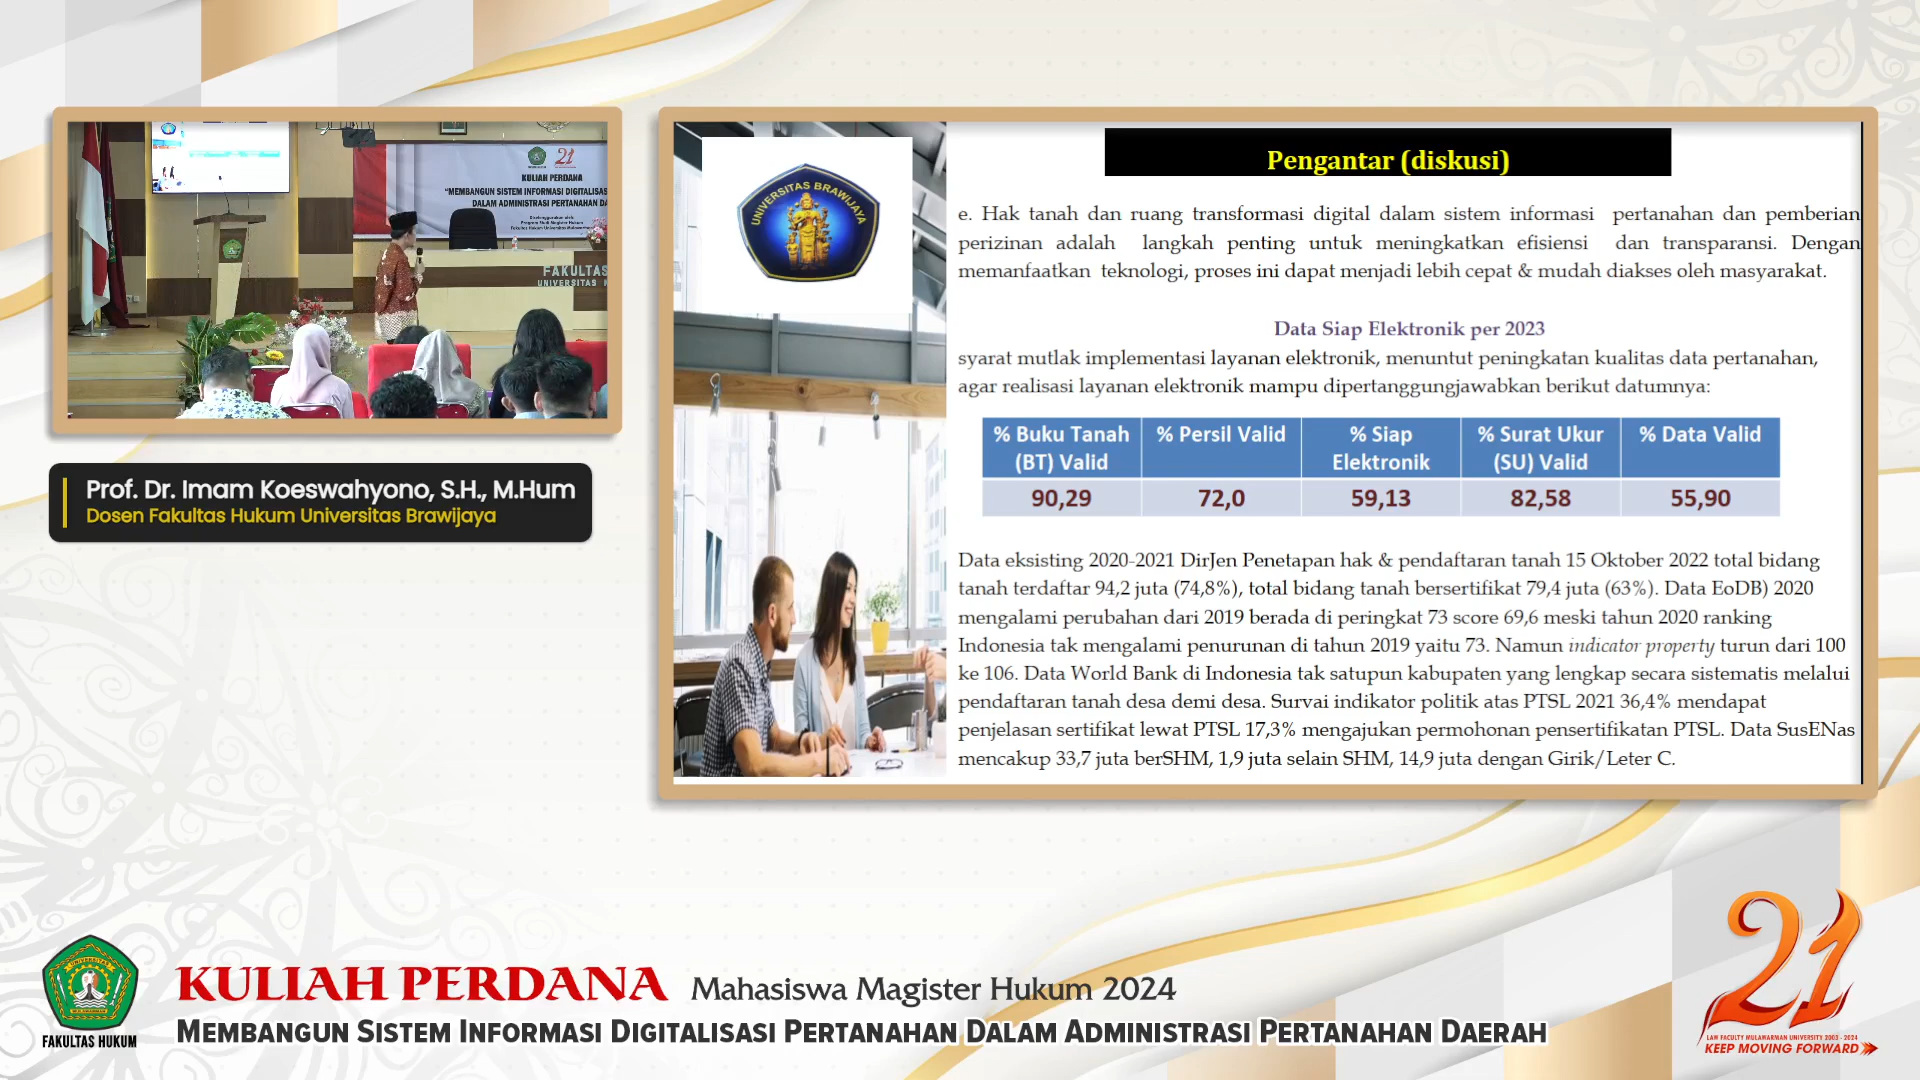 KULIAH PERDANA
"MEMBANGUN SISTEM INFORMASI DIGITALISAS
DALAM ADMINISTRASI PERTANAHAN DA
FAKULTAS
Prof. Dr. Imam Koeswahyono, S.H., M.Hum
Dosen Fakultas Hukum Universitas Brawijaya
UNIVERSITAS BRAWIJAYA
Pengantar (diskusi)
e. Hak tanah dan ruang transformasi digital dalam sistem informasi pertanahan dan pemberian
perizinan adalah langkah penting untuk meningkatkan efisiensi dan transparansi. Dengan
memanfaatkan teknologi, proses ini dapat menjadi lebih cepat & mudah diakses oleh masyarakat.
Data Siap Elektronik per 2023
syarat mutlak implementasi layanan elektronik, menuntut peningkatan kualitas data pertanahan,
agar realisasi layanan elektronik mampu dipertanggungjawabkan berikut datumnya:
% Buku Tanah (BT) Valid % Persil Valid % Siap Elektronik % Surat Ukur (SU) Valid % Data Valid
90,29 72,0 59,13 82,58 55,90
Data eksisting 2020-2021 DirJen Penetapan hak & pendaftaran tanah 15 Oktober 2022 total bidang
tanah terdaftar 94,2 juta (74,8%), total bidang tanah bersertifikat 79,4 juta (63%). Data EoDB) 2020
mengalami perubahan dari 2019 berada di peringkat 73 score 69,6 meski tahun 2020 ranking
Indonesia tak mengalami penurunan di tahun 2019 yaitu 73. Namun indicator property turun dari 100
ke 106. Data World Bank di Indonesia tak satupun kabupaten yang lengkap secara sistematis melalui
pendaftaran tanah desa demi desa. Survai indikator politik atas PTSL 2021 36,4% mendapat
penjelasan sertifikat lewat PTSL 17,3% mengajukan permohonan pensertifikatan PTSL. Data SusENas
mencakup 33,7 juta berSHM, 1,9 juta selain SHM, 14,9 juta dengan Girik/Leter C.
FAKULTAS HUKUM
KULIAH PERDANA Mahasiswa Magister Hukum 2024
MEMBANGUN SISTEM INFORMASI DIGITALISASI PERTANAHAN DALAM ADMINISTRASI PERTANAHAN DAERAH
21
LAW FACULTY MULAWARMAN UNIVERSITY 2003 - 2024
KEEP MOVING FORWARD